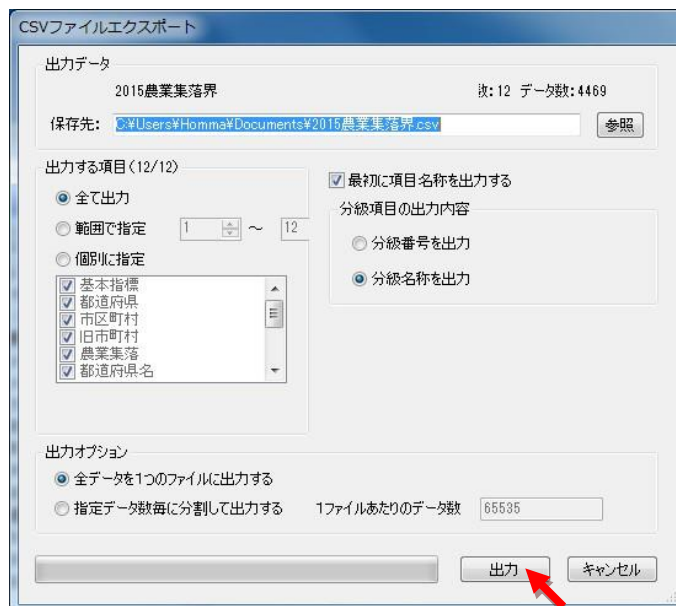 CSVファイルエクスポート
出力データ
2015農業集落界
数:12 データ数:4469
保存先: C:¥Users¥Homma¥Documents¥2015農業集落界.csv 参照
出力する項目(12/12)
全て出力
範囲で指定 1 ～ 12
個別に指定
基本指標
都道府県
市区町村
旧市町村
農業集落
都道府県名
最初に項目名称を出力する
分級項目の出力内容
分級番号を出力
分級名称を出力
出力オプション
全データを1つのファイルに出力する
指定データ数毎に分割して出力する 1ファイルあたりのデータ数 65535
出力 キャンセル